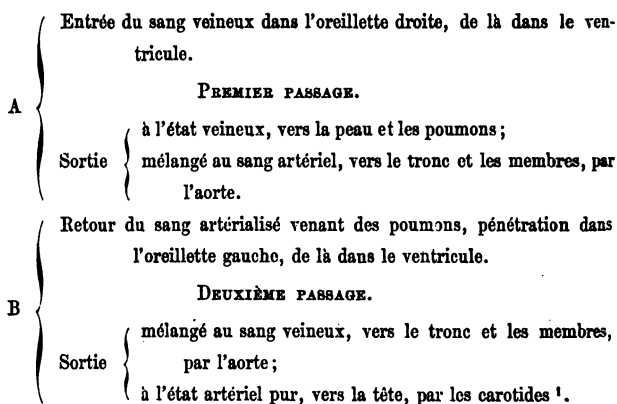 Entrée du sang veineux dans l'oreillette droite, de là dans le ven-
tricule.
PREMIER PASSAGE.
A
à l'état veineux, vers la peau et les poumons ;
Sortie mélangé au sang artériel, vers le tronc et les membres, par
l'aorte.
Retour du sang artérialisé venant des poumons, pénétration dans
l'oreillette gauche, de là dans le ventricule.
DEUXIÈME PASSAGE.
B
mélangé au sang veineux, vers le tronc et les membres,
Sortie par l'aorte ;
à l'état artériel pur, vers la tête, par les carotides ¹.